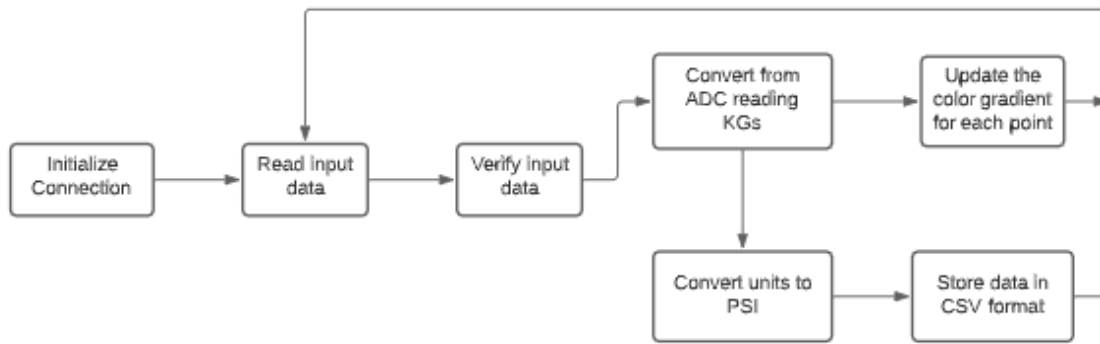 Initialize
Connection
Read input
data
Verify input
data
Convert from
ADC reading
KGs
Update the
color gradient
for each point
Convert units to
PSI
Store data in
CSV format